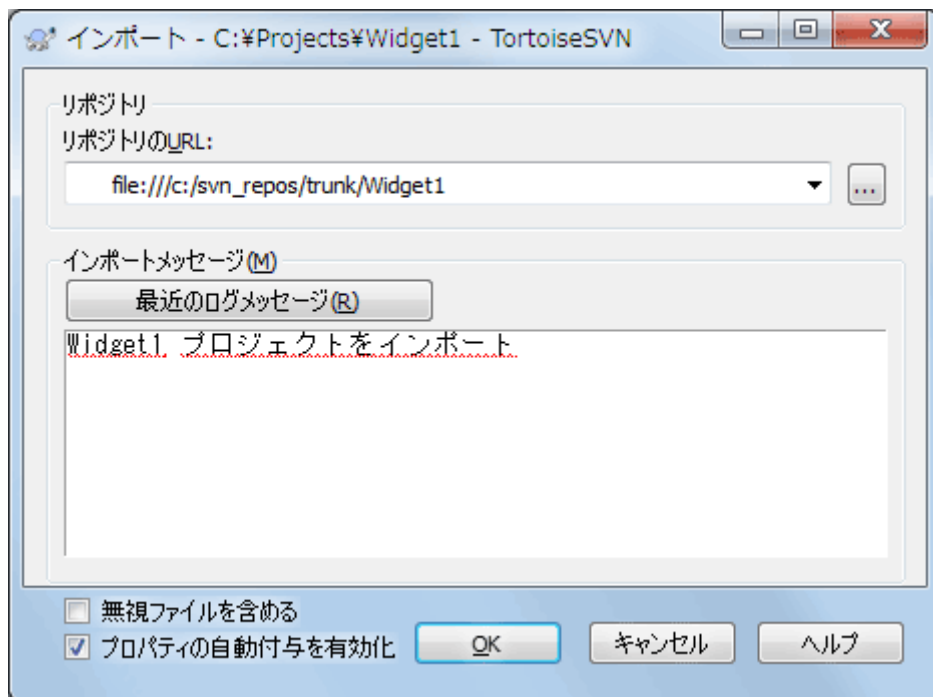 インポート - C:¥Projects¥Widget1 - TortoiseSVN
リポジトリ
リポジトリのURL:
file:///c:/svn_repos/trunk/Widget1
...
インポートメッセージ(M)
最近のログメッセージ(R)
Widget1 プロジェクトをインポート
無視ファイルを含める
プロパティの自動付与を有効化
OK
キャンセル
ヘルプ